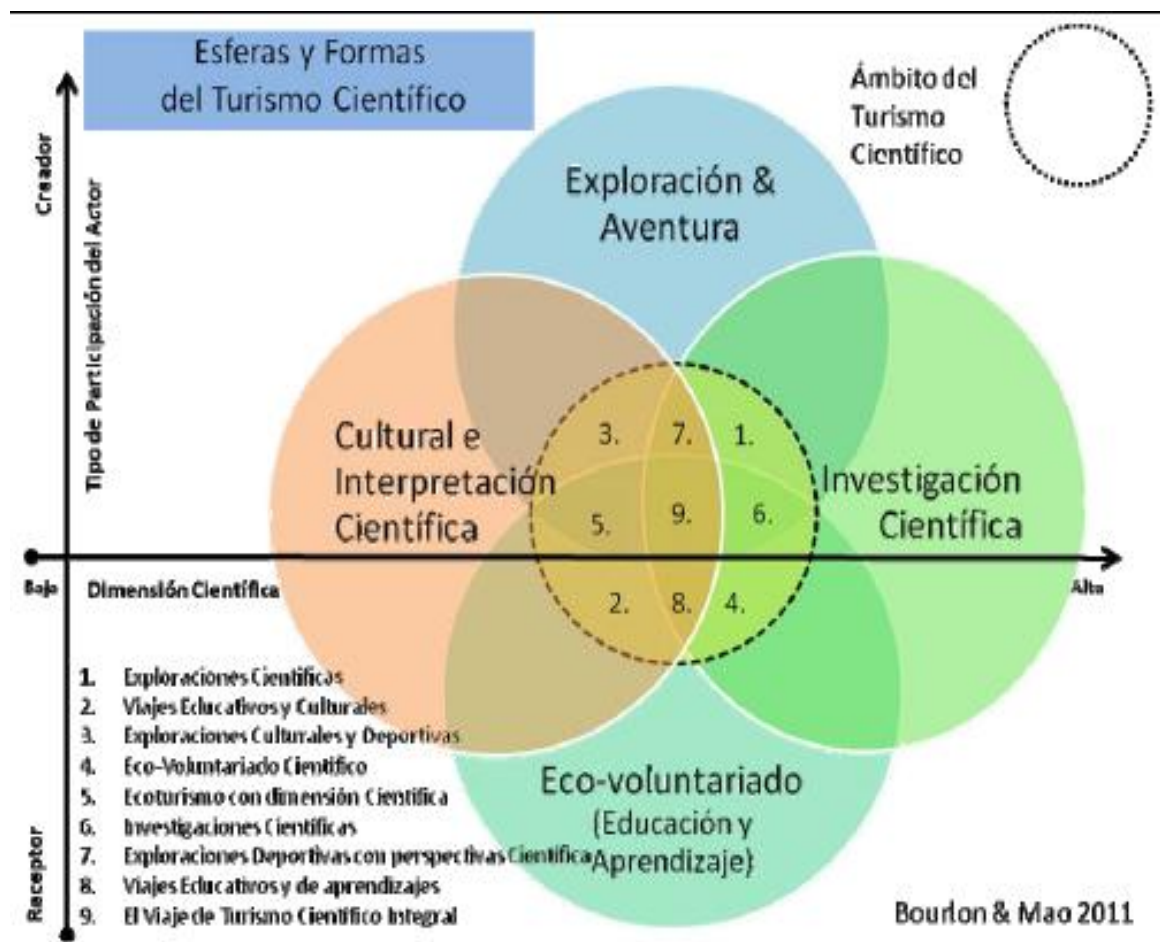 Esferas y Formas
del Turismo Científico
Ámbito del
Turismo
Científico
Creador
Tipo de Participación del Actor
Exploración &
Aventura
Cultural e
Interpretación
Científica
Investigación
Científica
3.
7.
1.
5.
9.
6.
2.
8.
4.
Bajo
Dimensión Científica
Alta
1. Exploraciones Científicas
2. Viajes Educativos y Culturales
3. Exploraciones Culturales y Deportivas
4. Eco-Voluntariado Científico
5. Ecoturismo con dimensión Científica
6. Investigaciones Científicas
7. Exploraciones Deportivas con perspectivas Científica
8. Viajes Educativos y de aprendizajes
9. El Viaje de Turismo Científico Integral
Eco-voluntariado
(Educación y
Aprendizaje)
Receptor
Bourlon & Mao 2011